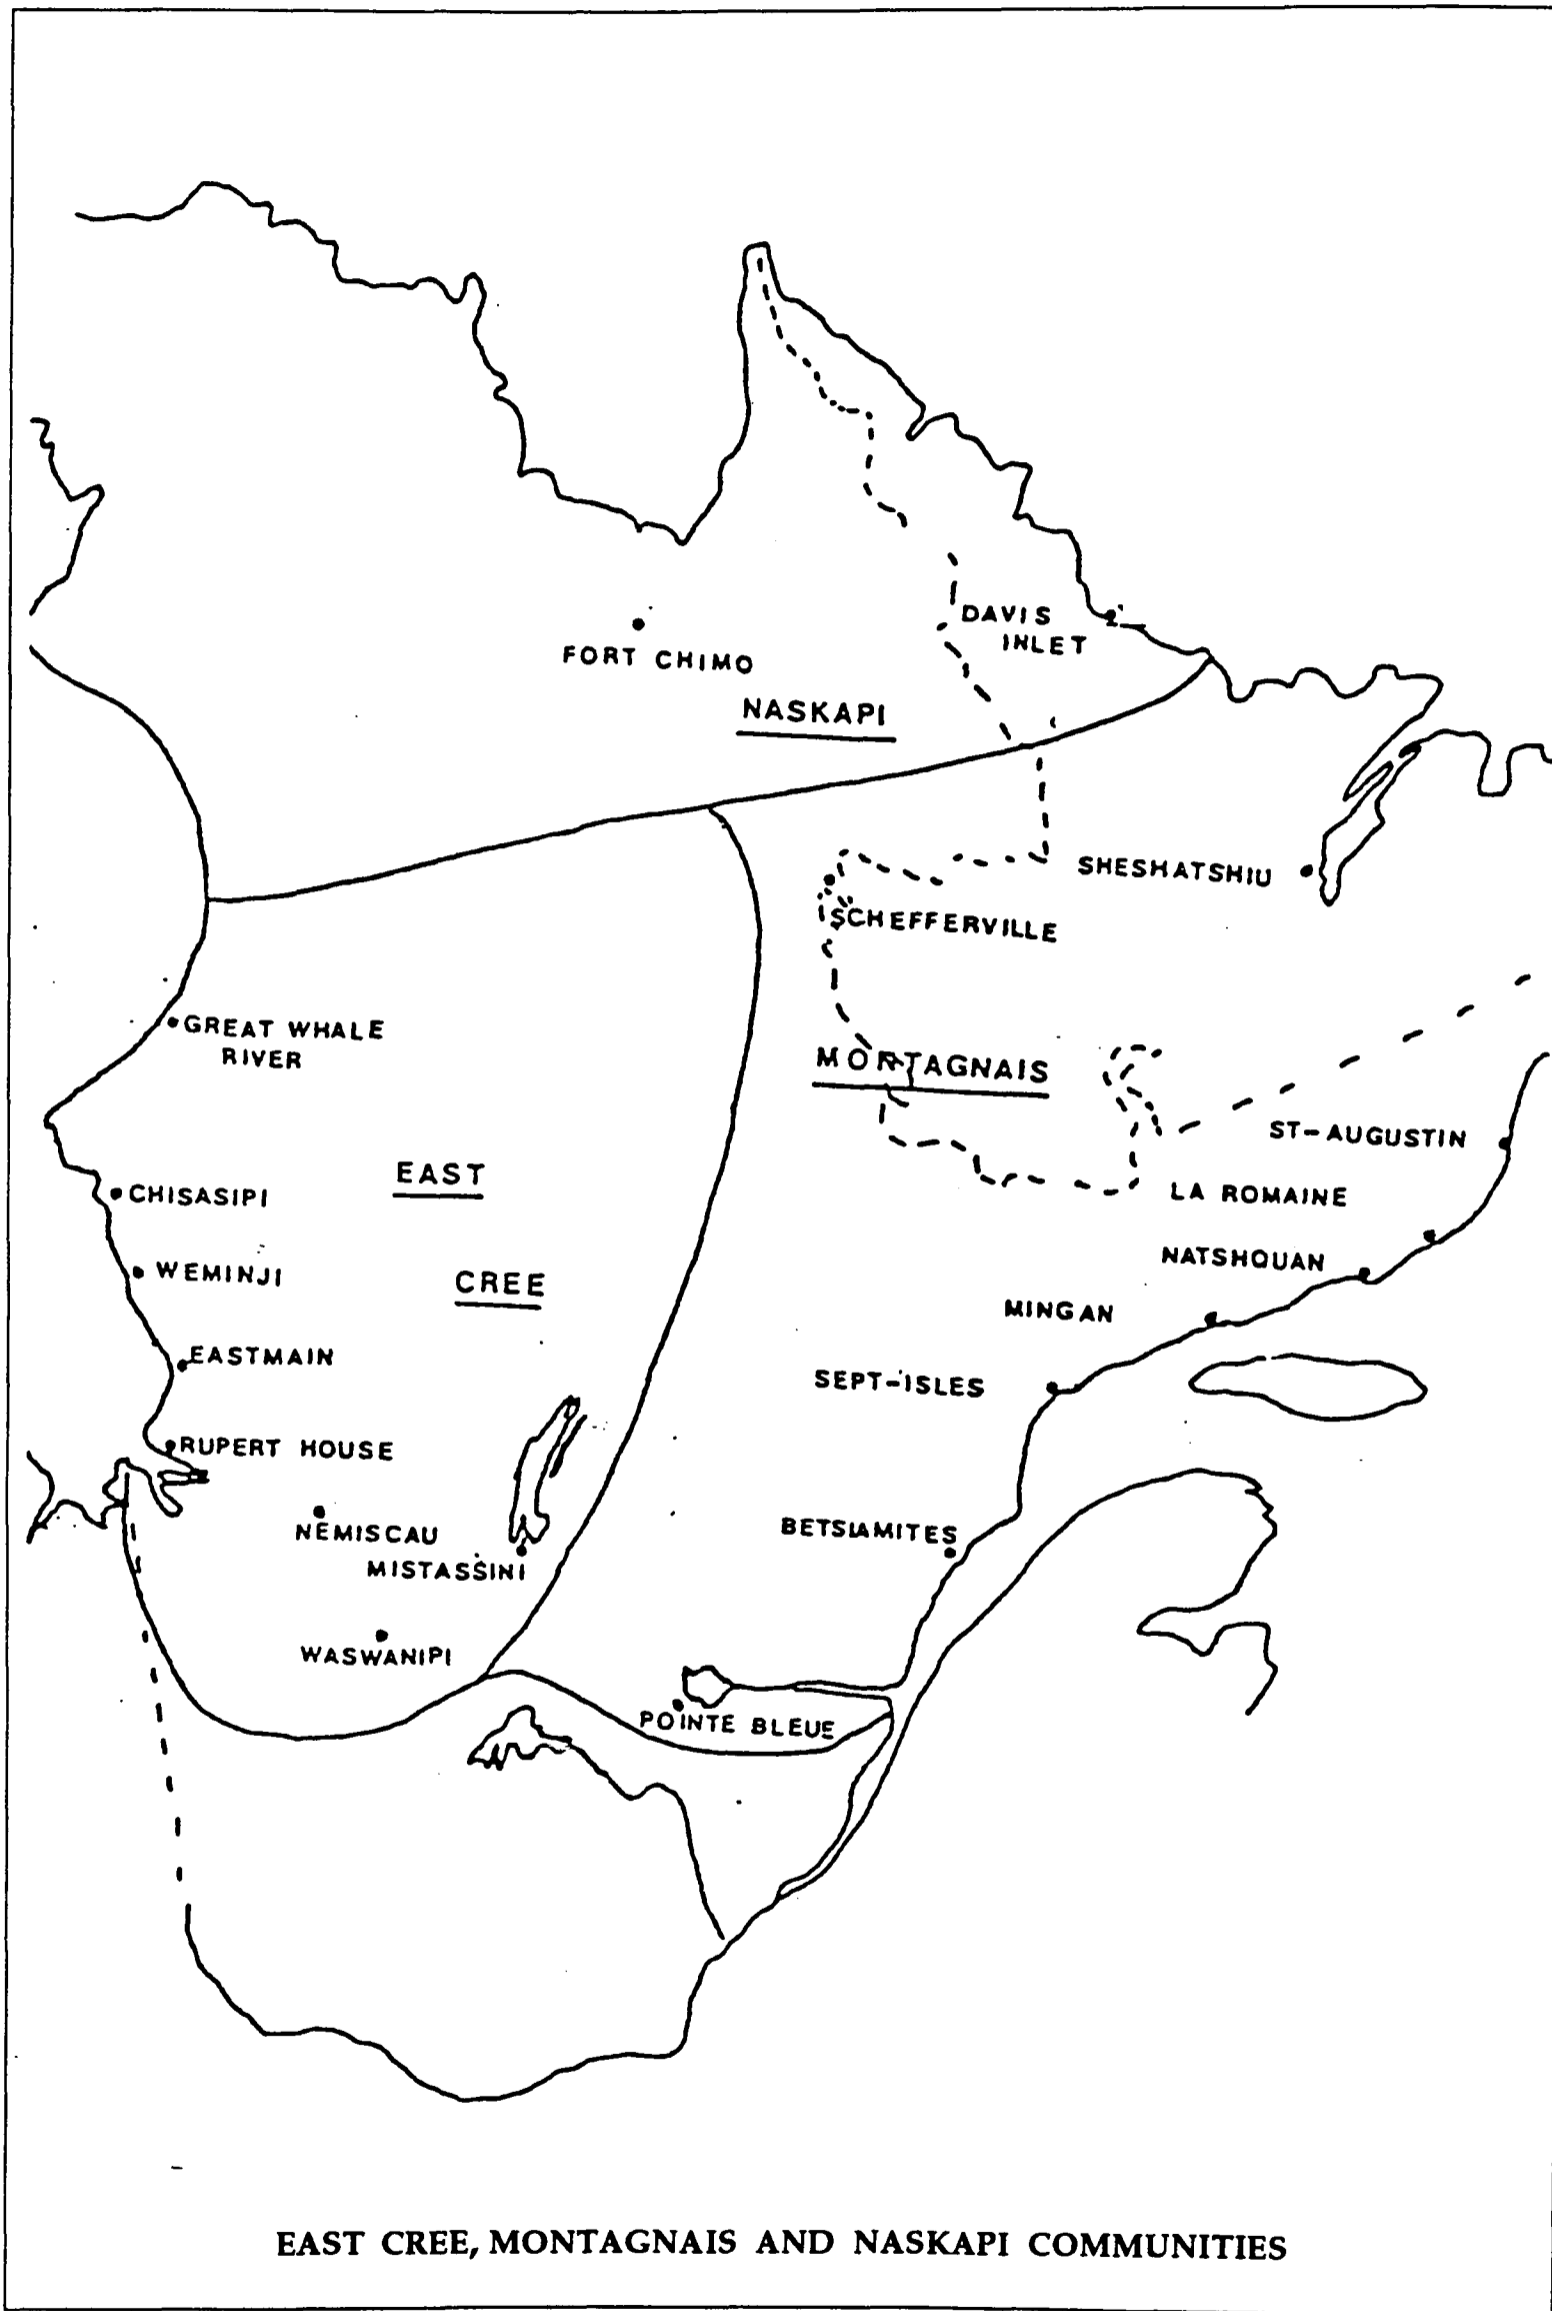 DAVIS
INLET
FORT CHIMO
NASKAPI
SHESHATSHIU
SCHEFFERVILLE
GREAT WHALE
RIVER
MONTAGNAIS
ST-AUGUSTIN
EAST
CHISASIPI
LA ROMAINE
NATSHQUAN
WEMINJI
CREE
MINGAN
EASTMAIN
SEPT-ISLES
RUPERT HOUSE
NEMISCAU
BETSIAMITES
MISTASSINI
WASWANIPI
POINTE BLEUE
EAST CREE, MONTAGNAIS AND NASKAPI COMMUNITIES